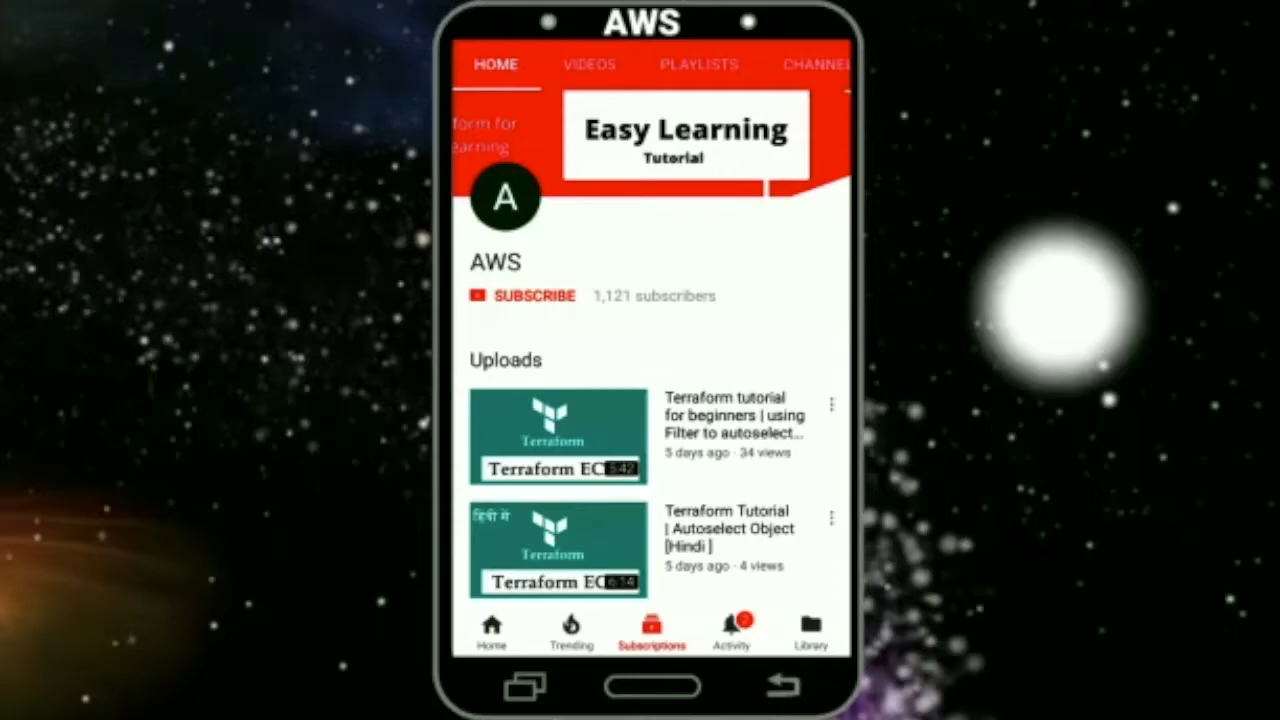 AWS
HOME VIDEOS PLAYLISTS CHANNEL
form for
earning
Easy Learning
Tutorial
A
AWS
SUBSCRIBE 1,121 subscribers
Uploads
Terraform
Terraform EC
5:42
Terraform tutorial
for beginners | using
Filter to autoselect...
5 days ago · 34 views
हिंदी में
Terraform
Terraform EC
6:14
Terraform Tutorial
| Autoselect Object
[Hindi ]
5 days ago · 4 views
Home Trending Subscriptions Activity Library